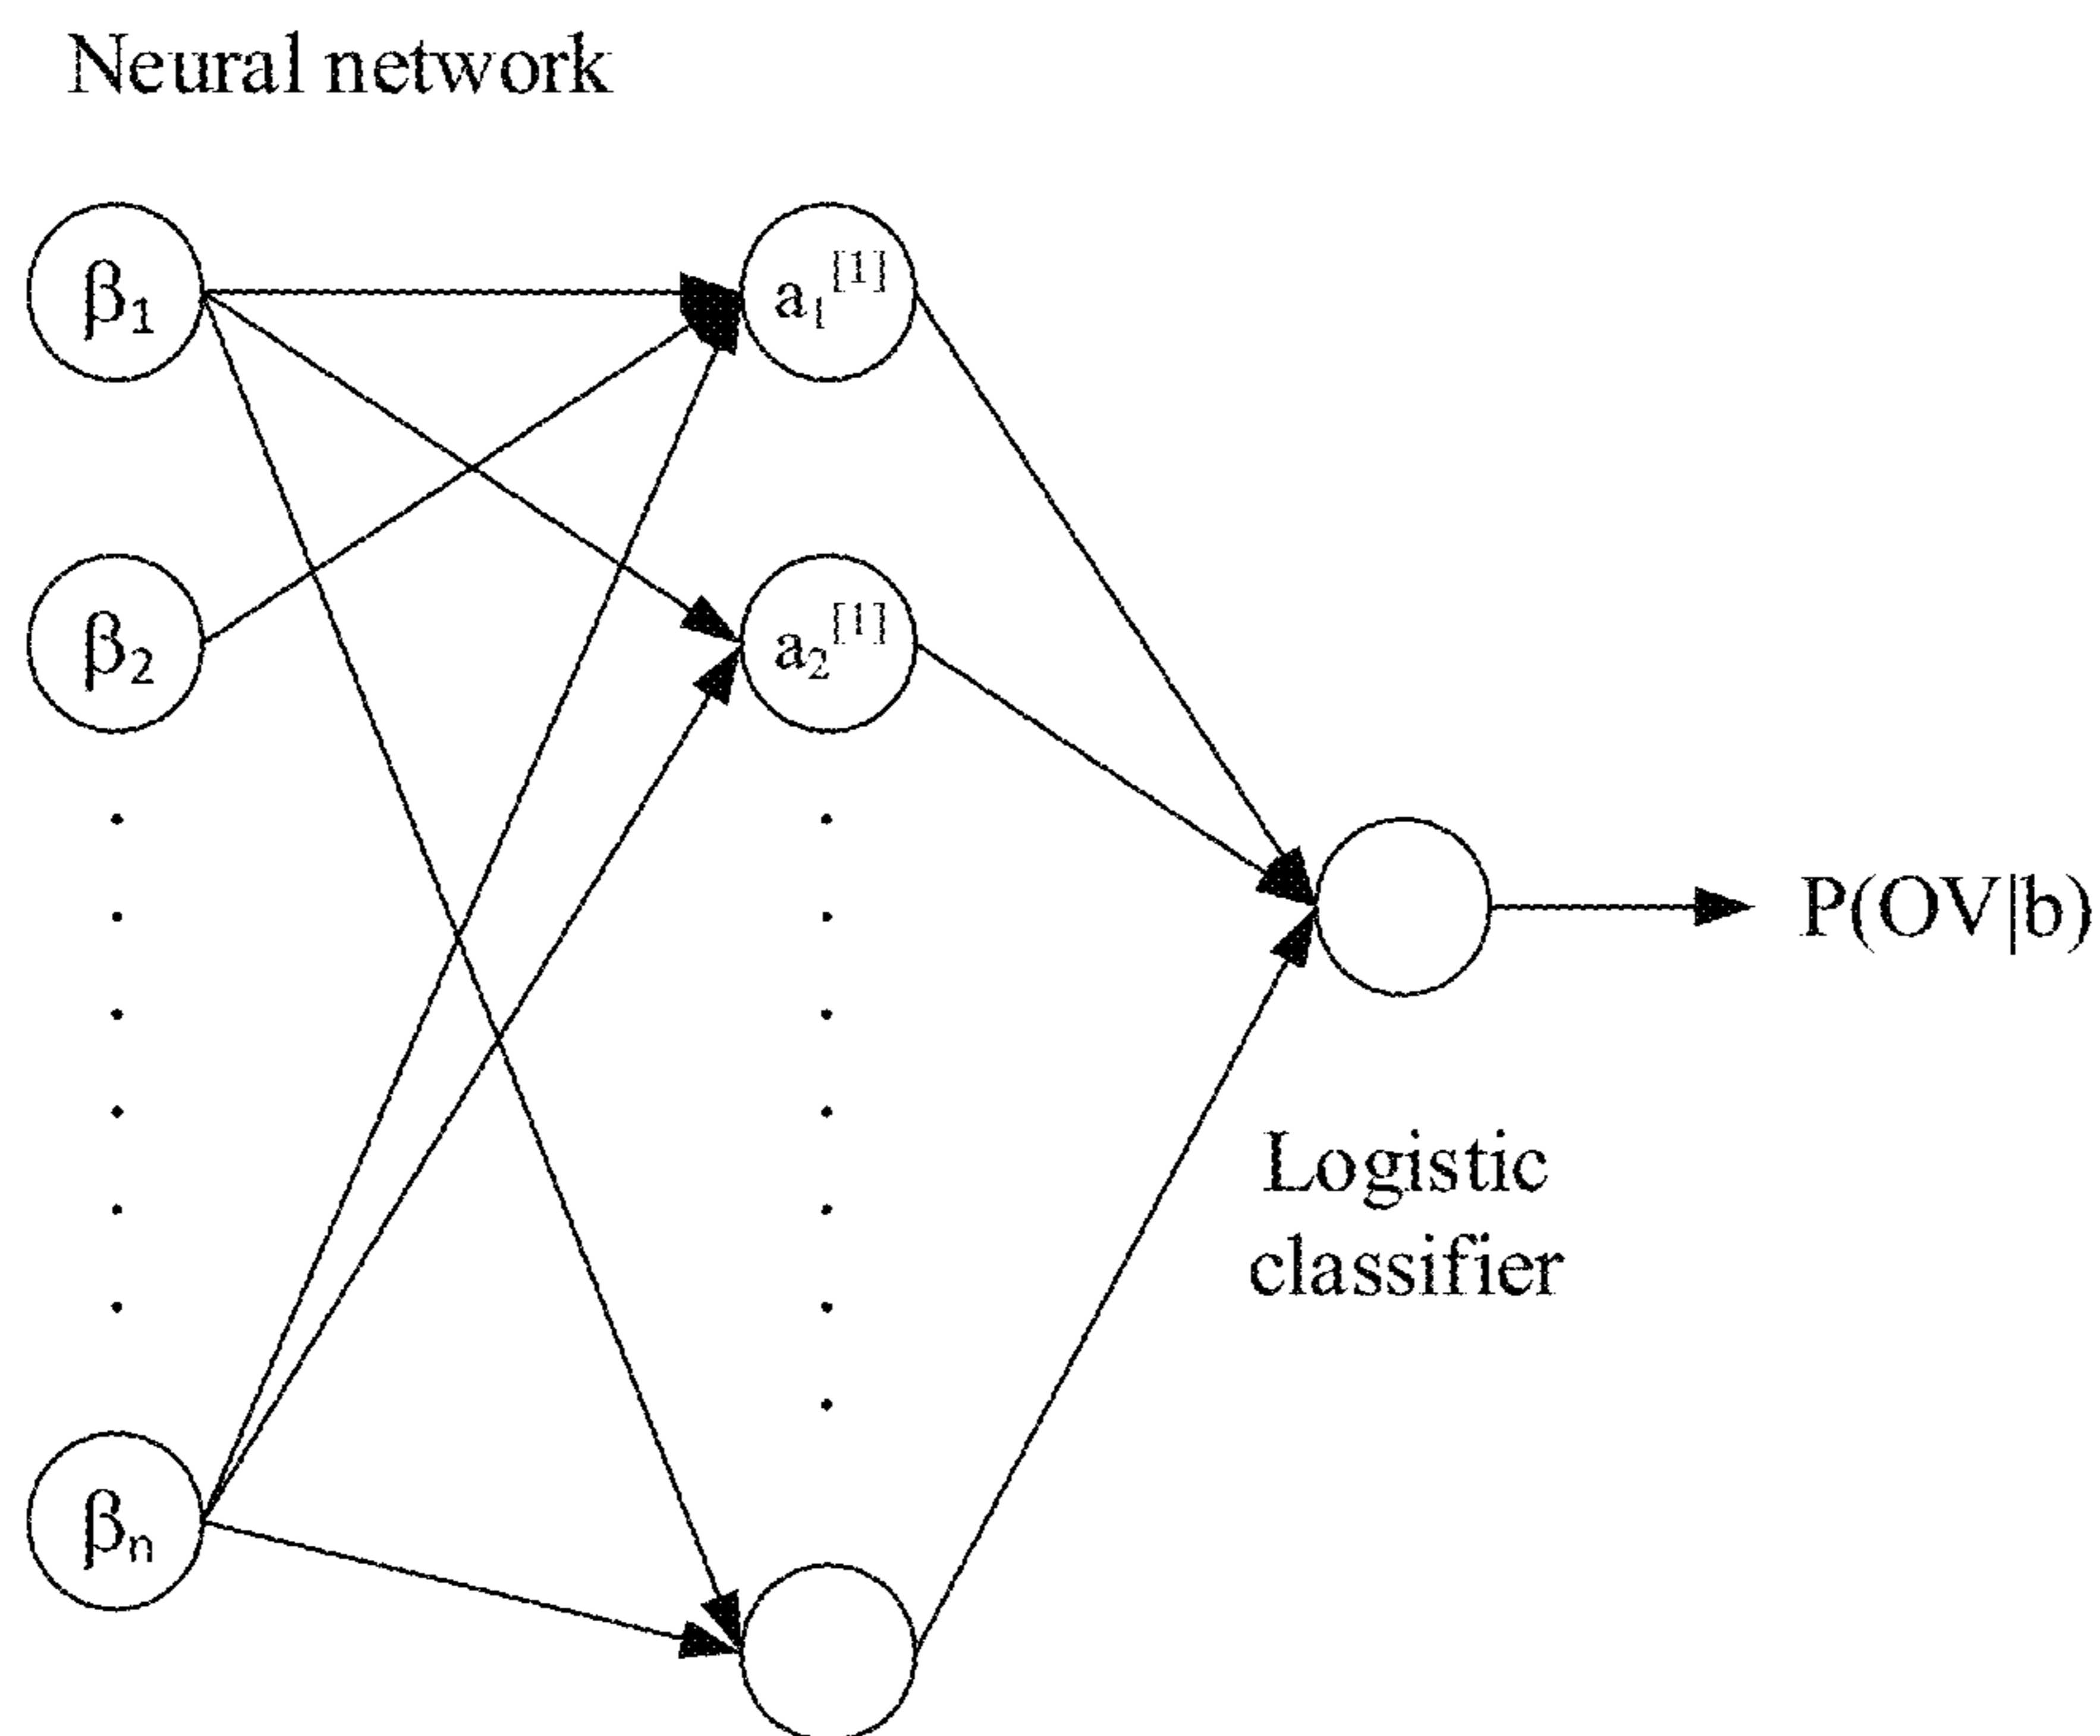 Neural network
β₁
a₁[1]
β₂
a₂[1]
P(OV|b)
Logistic
classifier
βₙ